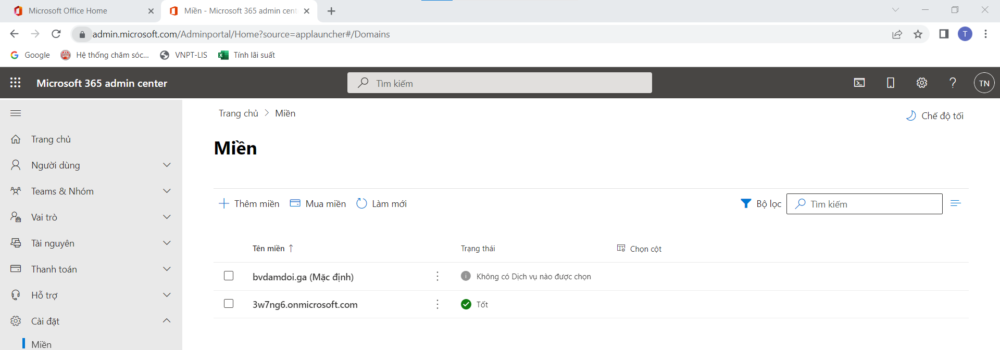 Microsoft Office Home
Miền - Microsoft 365 admin cent
admin.microsoft.com/Adminportal/Home?source=applauncher#/Domains
T
Google
Hệ thống chăm sóc...
VNPT-LIS
Tính lãi suất
Microsoft 365 admin center
Tìm kiếm
TN
Trang chủ
Người dùng
Teams & Nhóm
Vai trò
Tài nguyên
Thanh toán
Hỗ trợ
Cài đặt
Miền
Trang chủ > Miền
Chế độ tối
Miền
Thêm miền
Mua miền
Làm mới
Bộ lọc
Tìm kiếm
Tên miền ↑
Trạng thái
Chọn cột
bvdamdoi.ga (Mặc định)
Không có Dịch vụ nào được chọn
3w7ng6.onmicrosoft.com
Tốt